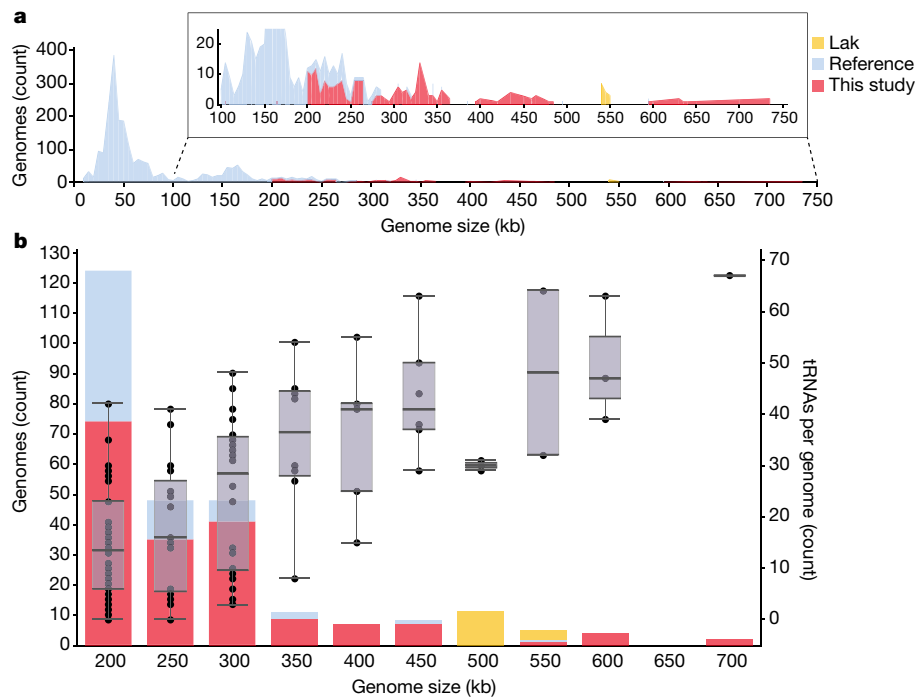 a
Genomes (count)
400
300
200
100
0
20
10
0
100 150 200 250 300 350 400 450 500 550 600 650 700 750
Lak
Reference
This study
0 50 100 150 200 250 300 350 400 450 500 550 600 650 700 750
Genome size (kb)
b
Genomes (count)
130
120
110
100
90
80
70
60
50
40
30
20
10
0
70
60
50
40
30
20
10
0
tRNAs per genome (count)
200 250 300 350 400 450 500 550 600 650 700
Genome size (kb)